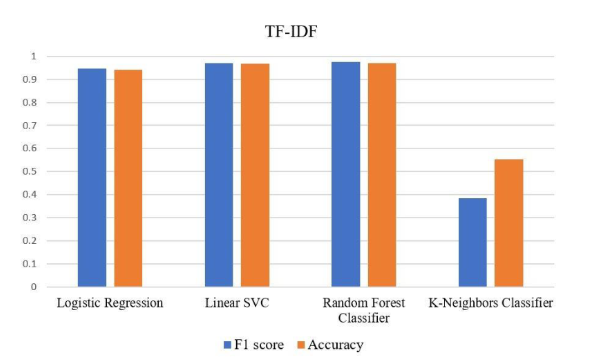 TF-IDF
1
0.9
0.8
0.7
0.6
0.5
0.4
0.3
0.2
0.1
0
Logistic Regression
Linear SVC
Random Forest
Classifier
K-Neighbors Classifier
F1 score
Accuracy